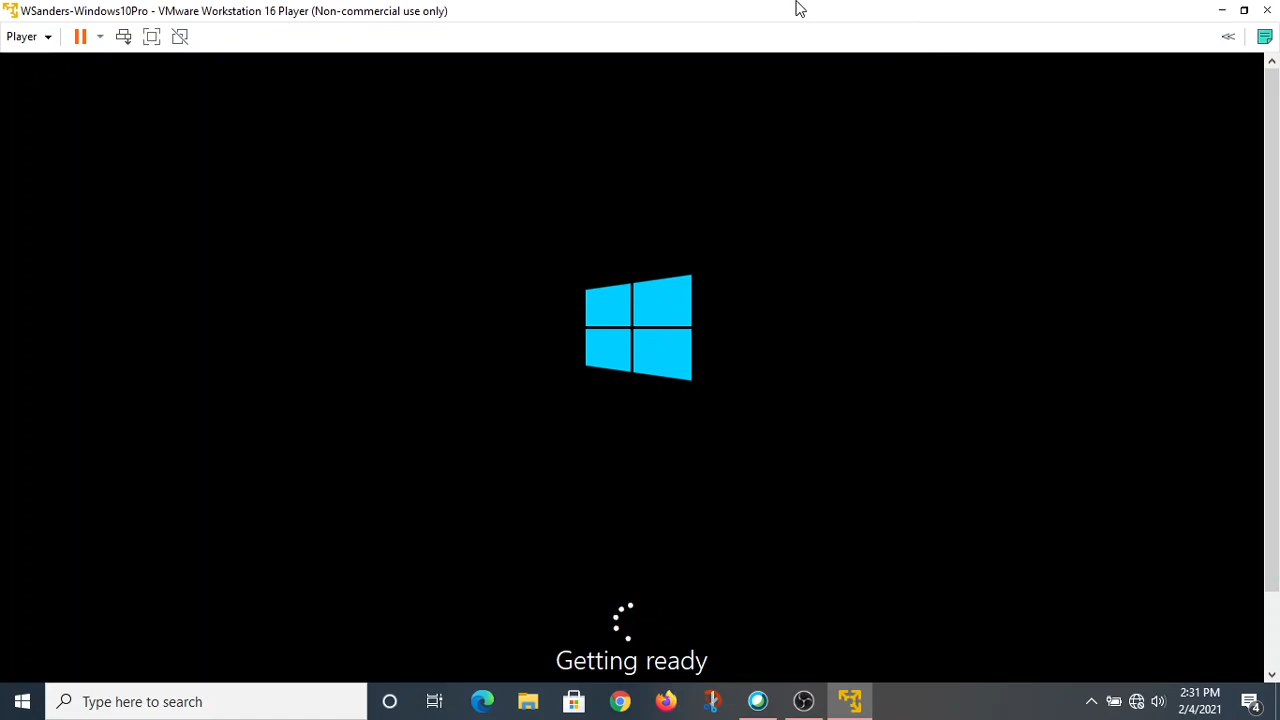 WSanders-Windows10Pro - VMware Workstation 16 Player (Non-commercial use only)
Player
Getting ready
Type here to search
2:31 PM
2/4/2021
4